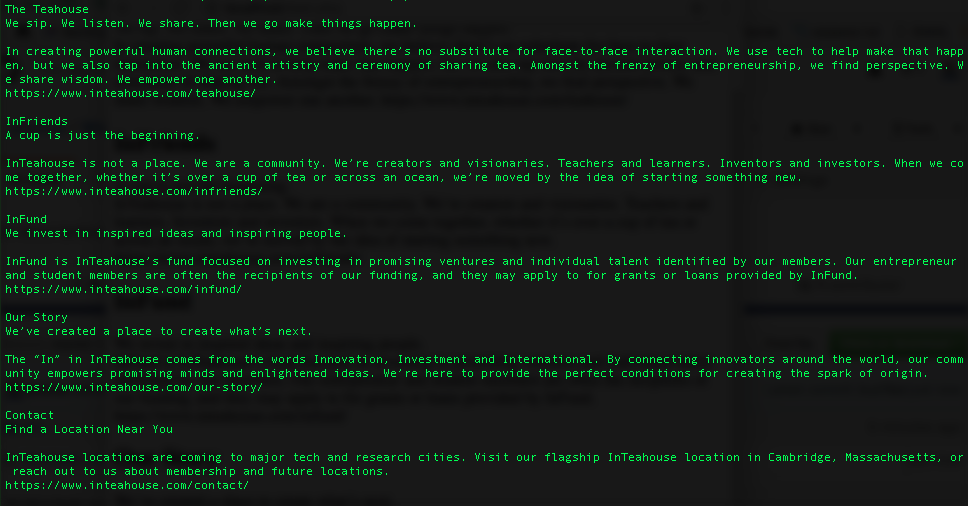 The Teahouse
We sip. We listen. We share. Then we go make things happen.
In creating powerful human connections, we believe there’s no substitute for face-to-face interaction. We use tech to help make that happ
en, but we also tap into the ancient artistry and ceremony of sharing tea. Amongst the frenzy of entrepreneurship, we find perspective. W
e share wisdom. We empower one another.
https://www.inteahouse.com/teahouse/
InFriends
A cup is just the beginning.
InTeahouse is not a place. We are a community. We’re creators and visionaries. Teachers and learners. Inventors and investors. When we co
me together, whether it’s over a cup of tea or across an ocean, we’re moved by the idea of starting something new.
https://www.inteahouse.com/infriends/
InFund
We invest in inspired ideas and inspiring people.
InFund is InTeahouse’s fund focused on investing in promising ventures and individual talent identified by our members. Our entrepreneur
and student members are often the recipients of our funding, and they may apply to for grants or loans provided by InFund.
https://www.inteahouse.com/infund/
Our Story
We’ve created a place to create what’s next.
The “In” in InTeahouse comes from the words Innovation, Investment and International. By connecting innovators around the world, our comm
unity empowers promising minds and enlightened ideas. We’re here to provide the perfect conditions for creating the spark of origin.
https://www.inteahouse.com/our-story/
Contact
Find a Location Near You
InTeahouse locations are coming to major tech and research cities. Visit our flagship InTeahouse location in Cambridge, Massachusetts, or
reach out to us about membership and future locations.
https://www.inteahouse.com/contact/